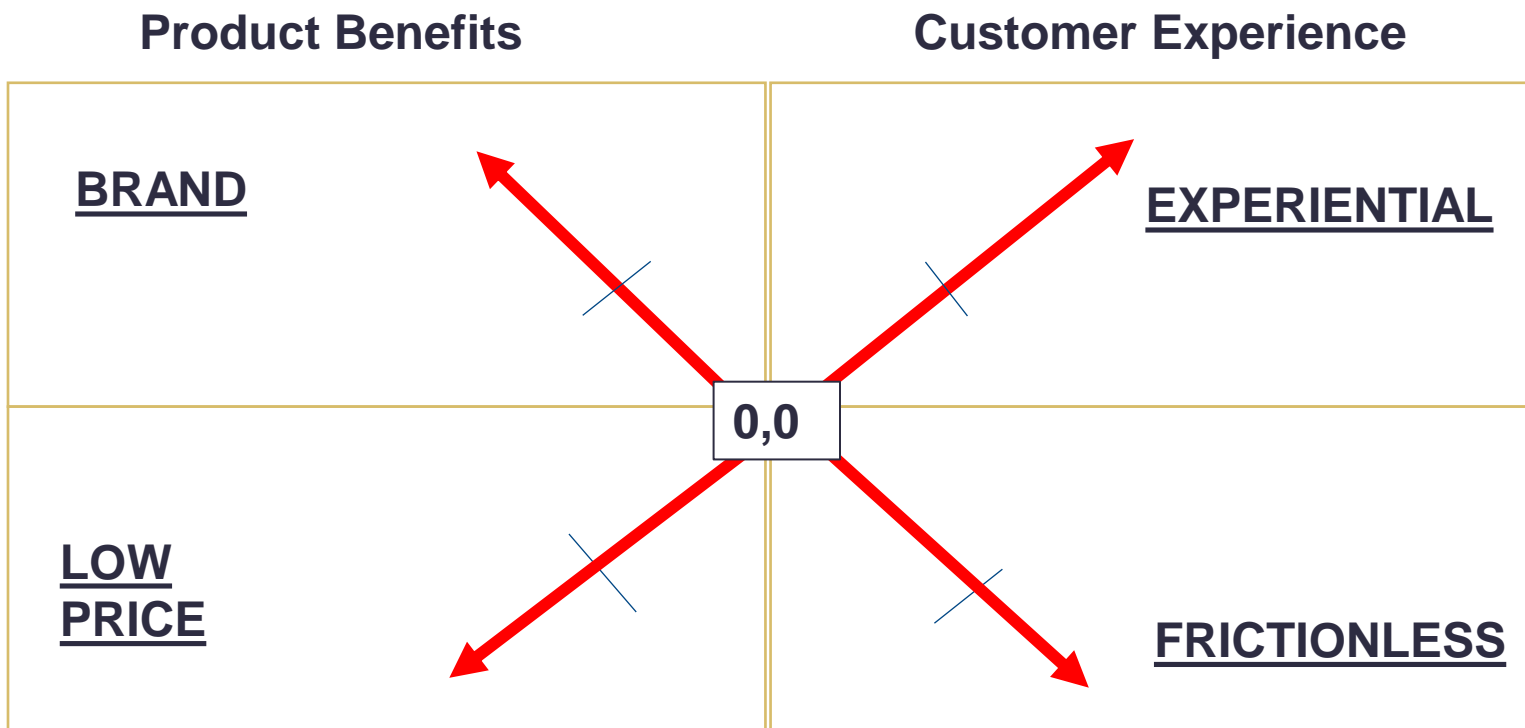 Product Benefits
Customer Experience
BRAND
EXPERIENTIAL
0,0
LOW
PRICE
FRICTIONLESS